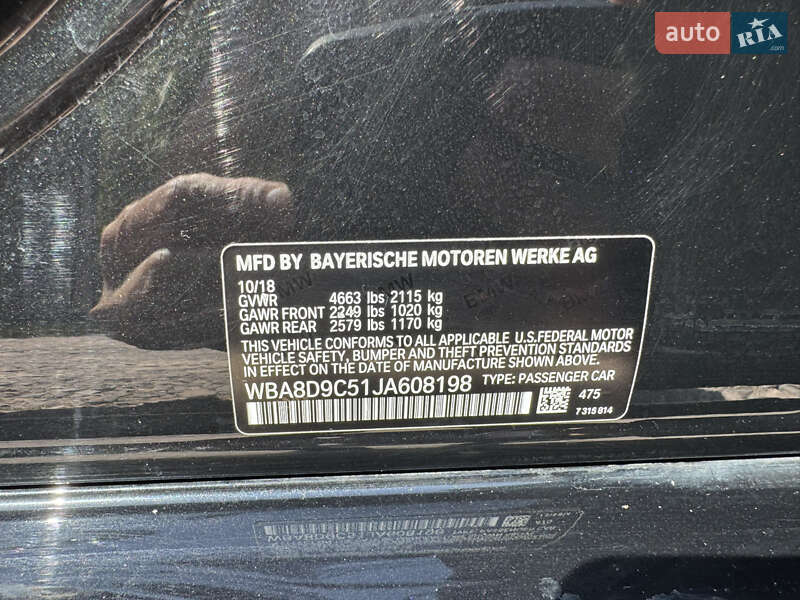 auto RIA .com
MFD BY BAYERISCHE MOTOREN WERKE AG
10/18
GVWR 4663 lbs 2115 kg
GAWR FRONT 2249 lbs 1020 kg
GAWR REAR 2579 lbs 1170 kg
THIS VEHICLE CONFORMS TO ALL APPLICABLE U.S.FEDERAL MOTOR
VEHICLE SAFETY, BUMPER AND THEFT PREVENTION STANDARDS
IN EFFECT ON THE DATE OF MANUFACTURE SHOWN ABOVE.
WBA8D9C51JA608198 TYPE: PASSENGER CAR
475
7 315 814